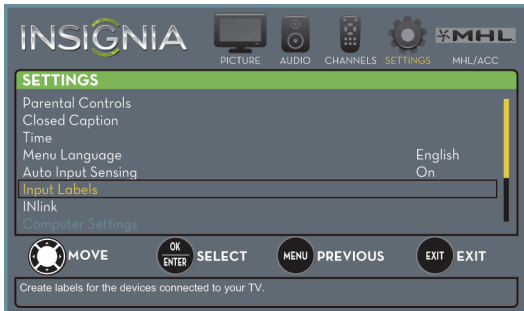 INSIGNIA
MHL
PICTURE AUDIO CHANNELS SETTINGS MHL/ACC
SETTINGS
Parental Controls
Closed Caption
Time
Menu Language English
Auto Input Sensing On
Input Labels
INlink
Computer Settings
MOVE OK ENTER SELECT MENU PREVIOUS EXIT EXIT
Create labels for the devices connected to your TV.